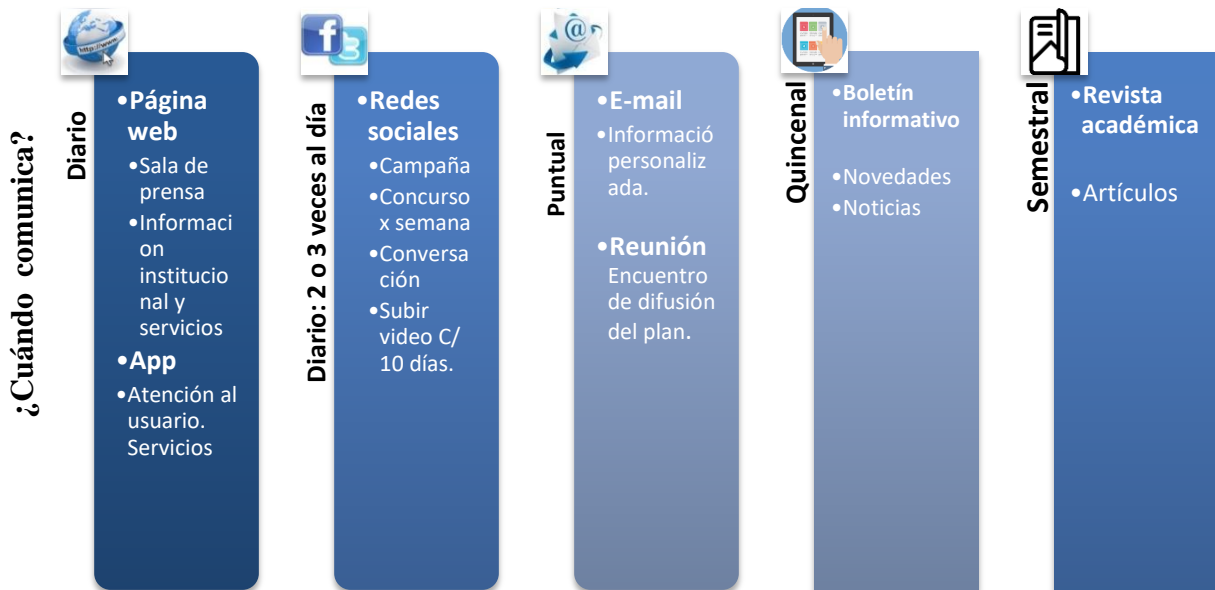 ¿Cuándo comunica?
Diario
•Página
web
•Sala de
prensa
•Informaci
on
institucio
nal y
servicios
•App
•Atención al
usuario.
Servicios
Diario: 2 o 3 veces al día
•Redes
sociales
•Campaña
•Concurso
x semana
•Conversa
ción
•Subir
video C/
10 días.
Puntual
•E-mail
•Informació
personaliz
ada.
•Reunión
Encuentro
de difusión
del plan.
Quincenal
•Boletín
informativo
•Novedades
•Noticias
Semestral
•Revista
académica
•Artículos
http://www.